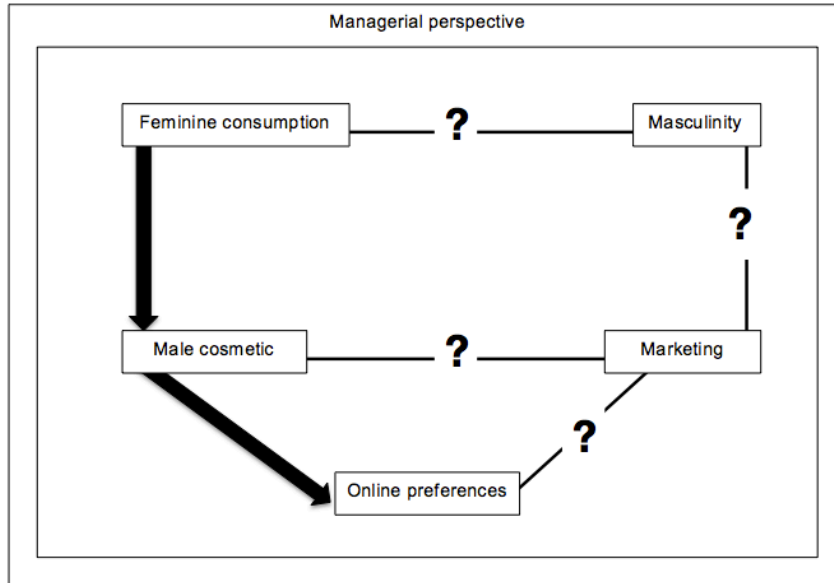 Managerial perspective
Feminine consumption
?
Masculinity
?
Male cosmetic
?
Marketing
?
Online preferences